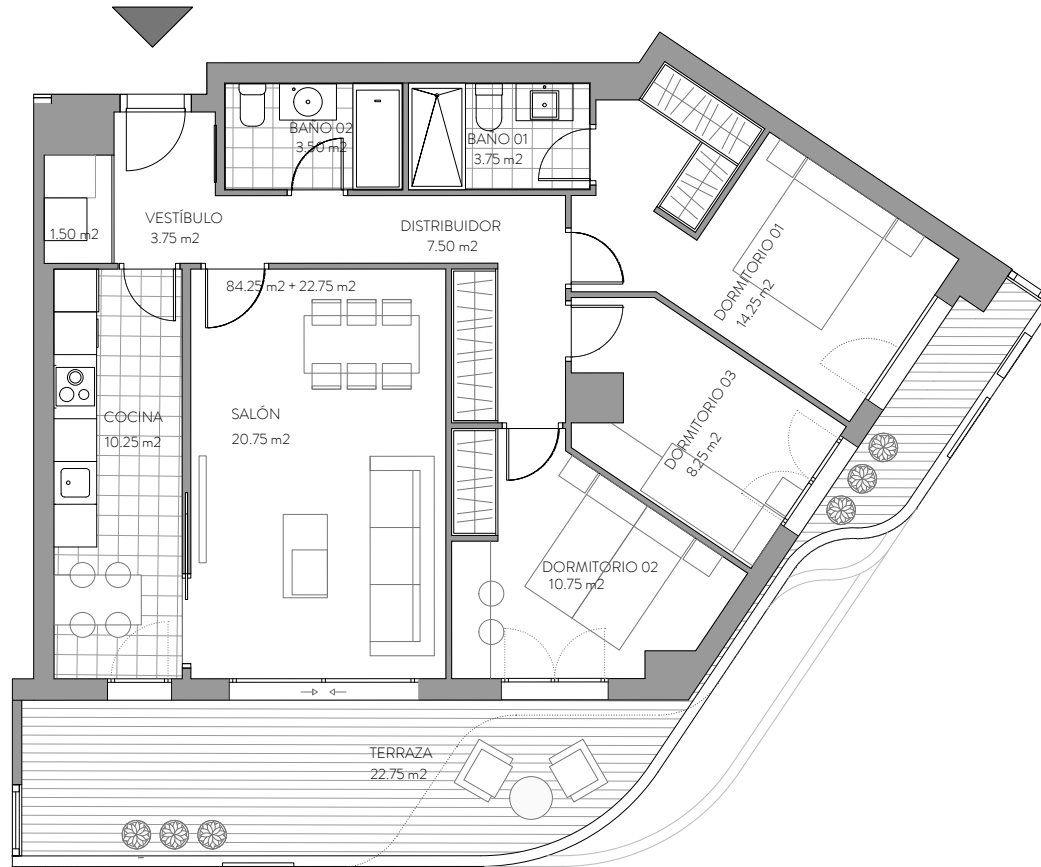 BAÑO 02
3.50 m2
BAÑO 01
3.75 m2
1.50 m2
VESTÍBULO
3.75 m2
DISTRIBUIDOR
7.50 m2
84.25 m2 + 22.75 m2
DORMITORIO 01
14.25 m2
COCINA
10.25 m2
SALÓN
20.75 m2
DORMITORIO 03
8.25 m2
DORMITORIO 02
10.75 m2
TERRAZA
22.75 m2